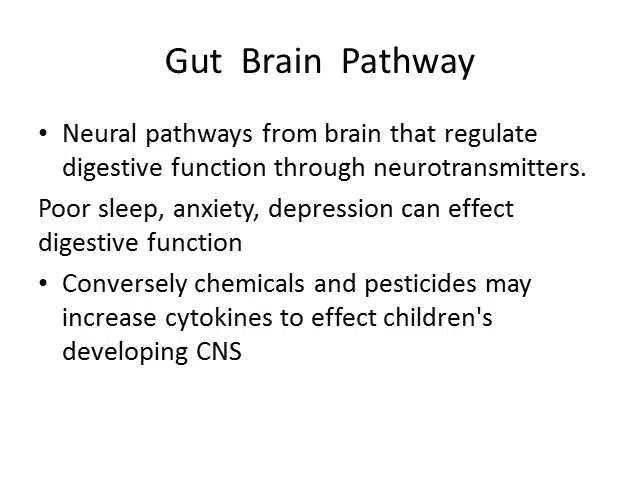 Gut Brain Pathway
• Neural pathways from brain that regulate
digestive function through neurotransmitters.
Poor sleep, anxiety, depression can effect
digestive function
• Conversely chemicals and pesticides may
increase cytokines to effect children's
developing CNS